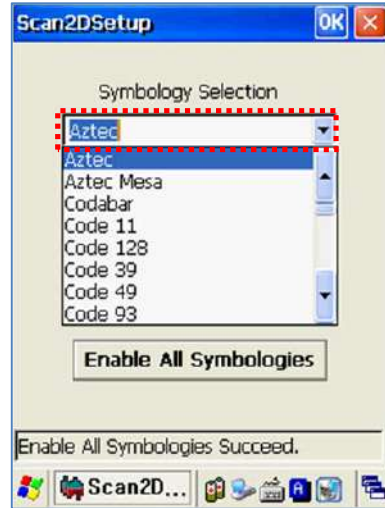 Scan2DSetup OK
Symbology Selection
Aztec
Aztec
Aztec Mesa
Codabar
Code 11
Code 128
Code 39
Code 49
Code 93
Enable All Symbologies
Enable All Symbologies Succeed.
Scan2D... A